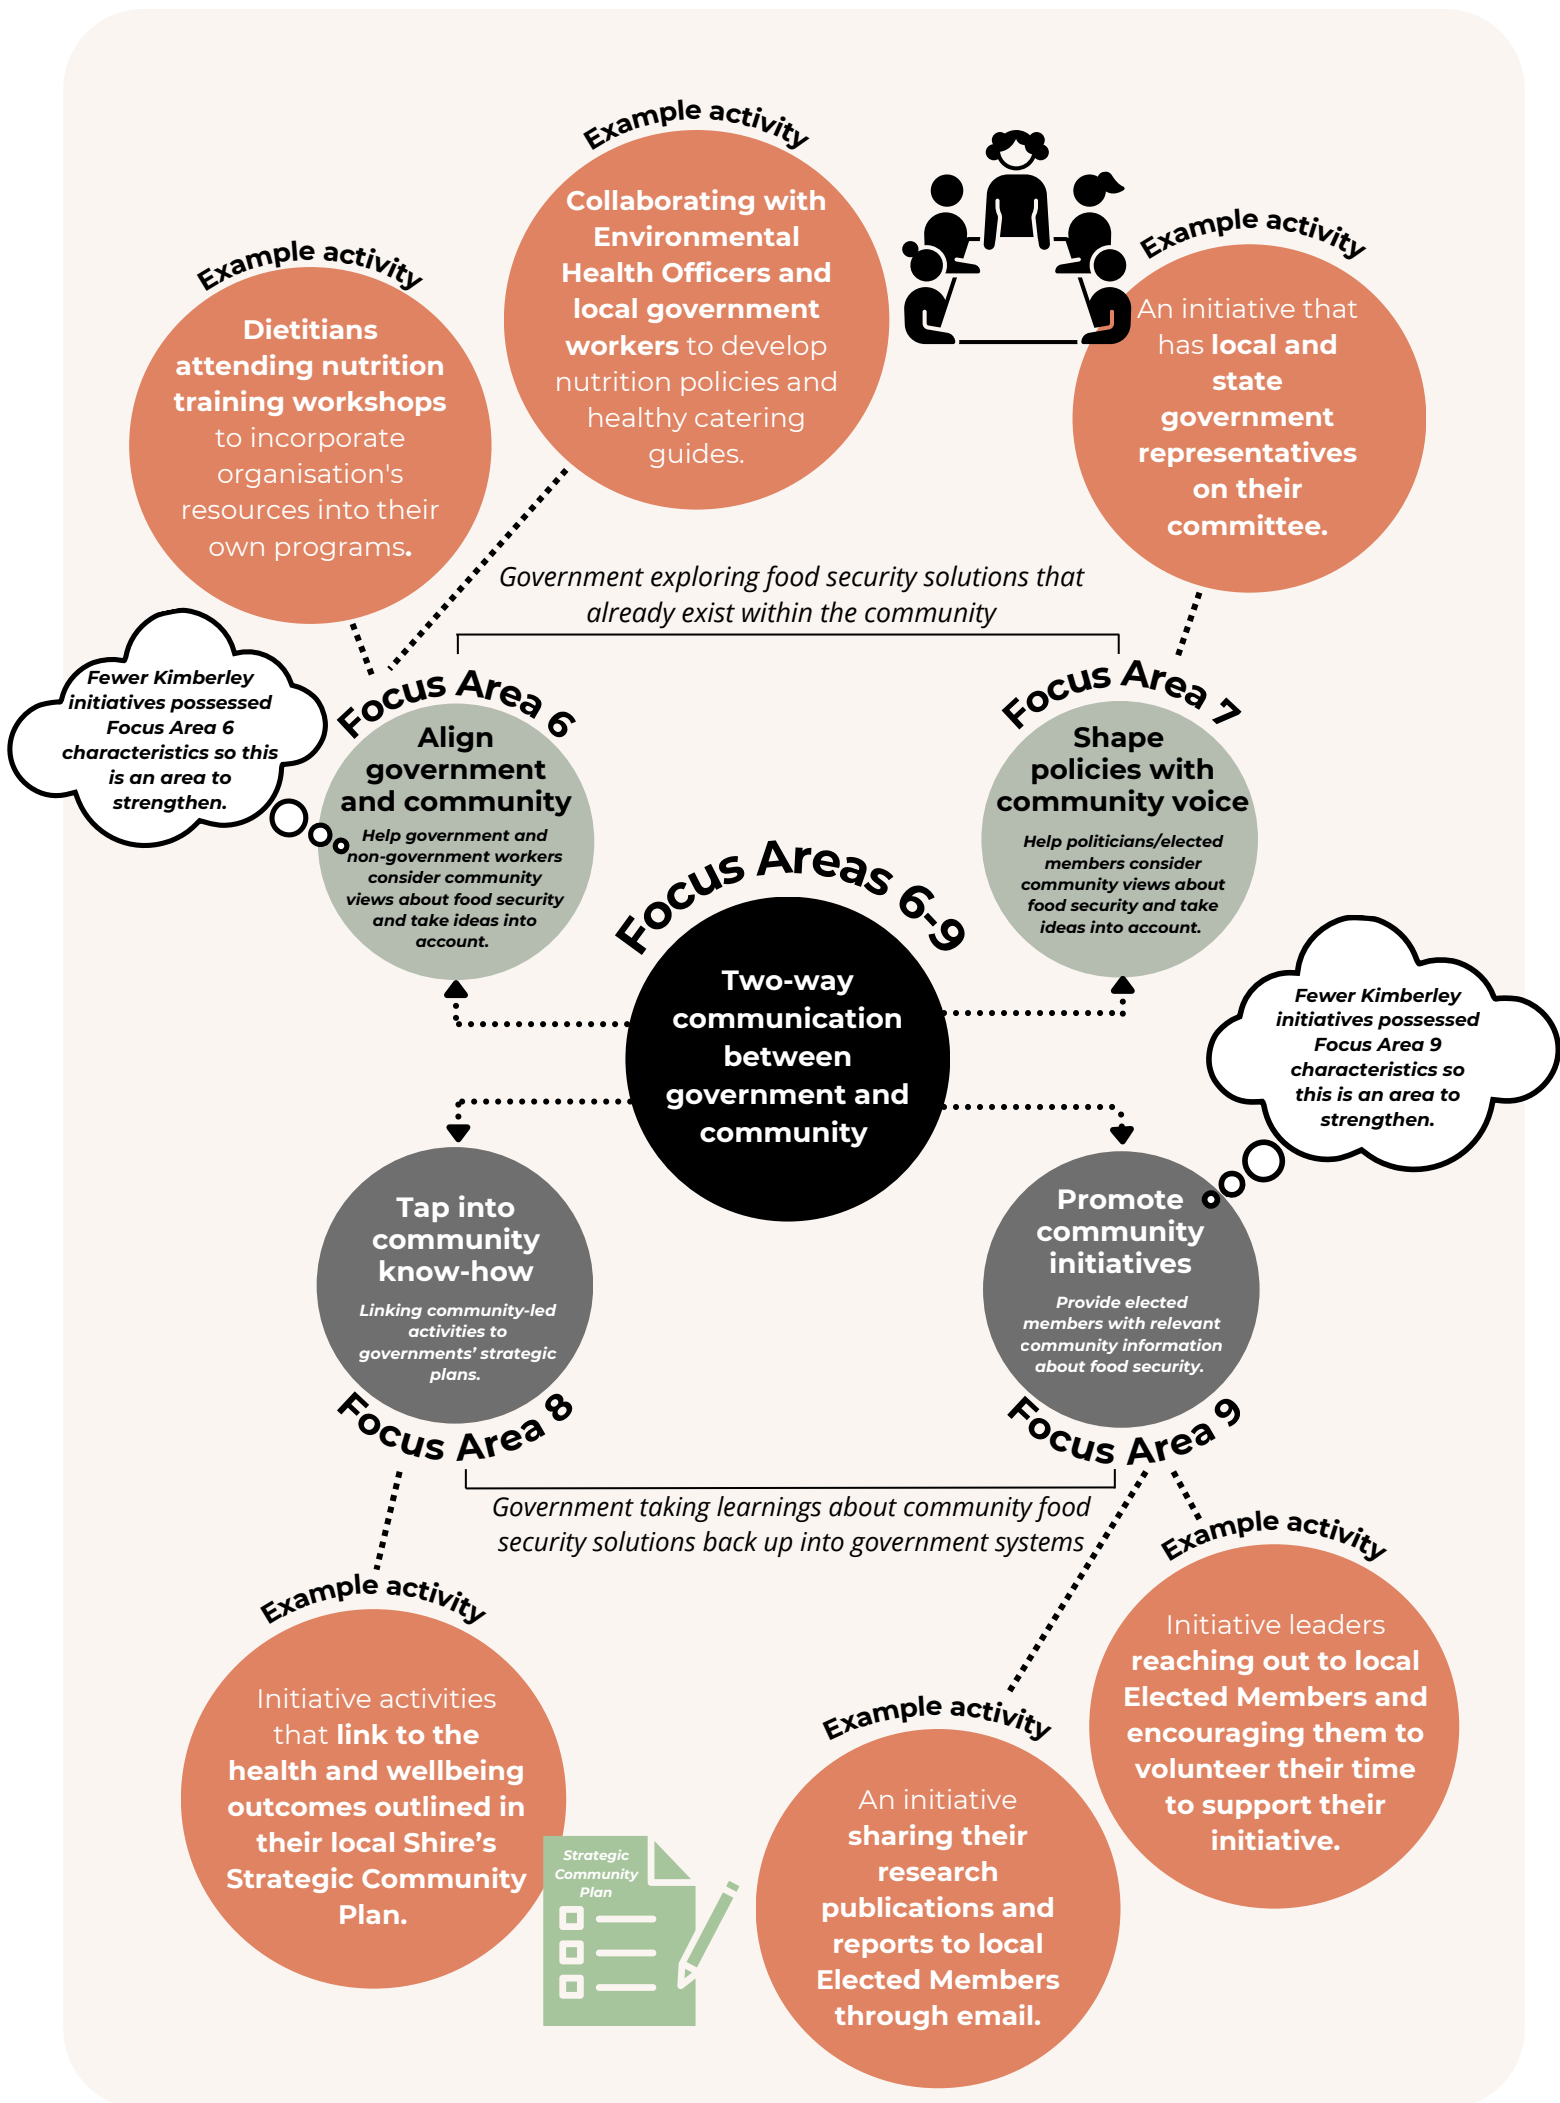 Example activity
Collaborating with
Environmental
Health Officers and
local government
workers to develop
nutrition policies and
healthy catering
guides.
Example activity
Dietitians
attending nutrition
training workshops
to incorporate
organisation's
resources into their
own programs.
Example activity
An initiative that
has local and
state
government
representatives
on their
committee.
Government exploring food security solutions that
already exist within the community
Fewer Kimberley
initiatives possessed
Focus Area 6
characteristics so this
is an area to
strengthen.
Focus Area 6
Align
government
and community
Help government and
non-government workers
consider community
views about food security
and take ideas into
account.
Focus Area 7
Shape
policies with
community voice
Help politicians/elected
members consider
community views about
food security and take
ideas into account.
Focus Areas 6-9
Two-way
communication
between
government and
community
Fewer Kimberley
initiatives possessed
Focus Area 9
characteristics so
this is an area to
strengthen.
Tap into
community
know-how
Linking community-led
activities to
governments' strategic
plans.
Focus Area 8
Promote
community
initiatives
Provide elected
members with relevant
community information
about food security.
Focus Area 9
Government taking learnings about community food
security solutions back up into government systems
Example activity
Initiative activities
that link to the
health and wellbeing
outcomes outlined in
their local Shire’s
Strategic Community
Plan.
Strategic
Community
Plan
Example activity
An initiative
sharing their
research
publications and
reports to local
Elected Members
through email.
Example activity
Initiative leaders
reaching out to local
Elected Members and
encouraging them to
volunteer their time
to support their
initiative.